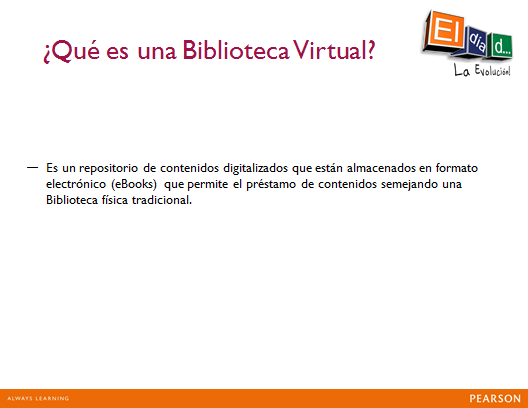 ¿Qué es una Biblioteca Virtual?
El día d...
La Evolución!
— Es un repositorio de contenidos digitalizados que están almacenados en formato
electrónico (eBooks) que permite el préstamo de contenidos semejando una
Biblioteca física tradicional.
ALWAYS LEARNING
PEARSON